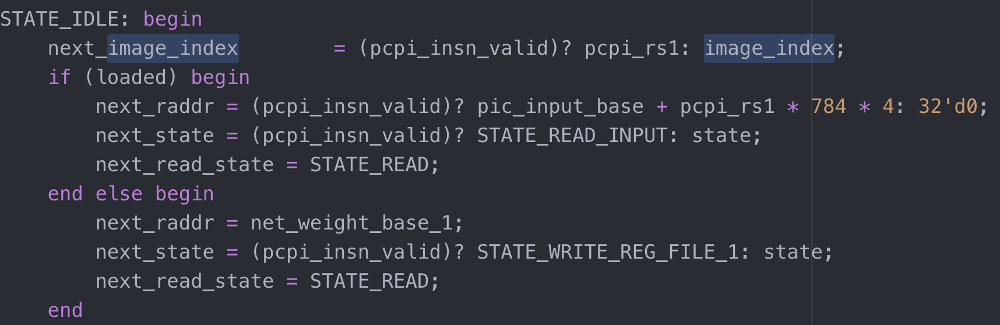 STATE_IDLE: begin
next_image_index = (pcpi_insn_valid)? pcpi_rs1: image_index;
if (loaded) begin
next_raddr = (pcpi_insn_valid)? pic_input_base + pcpi_rs1 * 784 * 4: 32'd0;
next_state = (pcpi_insn_valid)? STATE_READ_INPUT: state;
next_read_state = STATE_READ;
end else begin
next_raddr = net_weight_base_1;
next_state = (pcpi_insn_valid)? STATE_WRITE_REG_FILE_1: state;
next_read_state = STATE_READ;
end